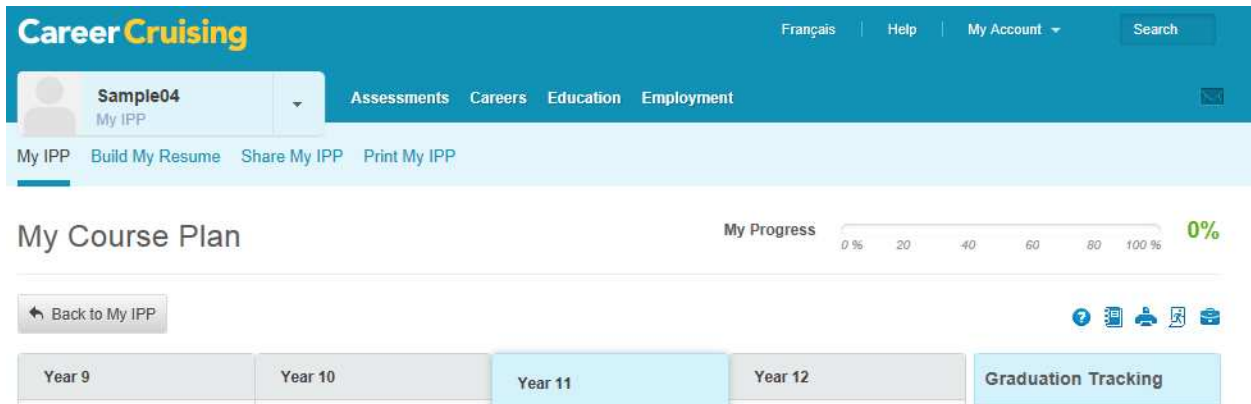 Career Cruising
Français Help My Account Search
Sample04
My IPP
Assessments Careers Education Employment
My IPP Build My Resume Share My IPP Print My IPP
My Course Plan
My Progress
0%
0 % 20 40 60 80 100 %
Back to My IPP
?
Year 9 Year 10 Year 11 Year 12 Graduation Tracking